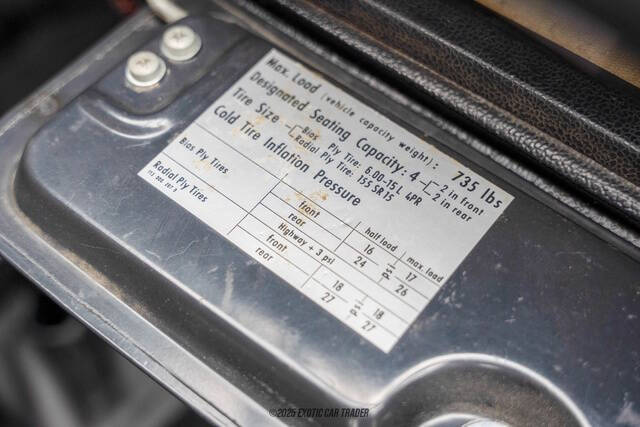 Max. Load (vehicle capacity weight): 735 lbs
Designated Seating Capacity: 4 2 in front
2 in rear
Tire Size Bias Ply Tire: 6.00-15 L 4PR
Radial Ply Tire: 155 SR 15
Cold Tire Inflation Pressure
half load max. load
Bias Ply Tires front 16 psi 17
rear 24 26
Highway + 3 psi
Radial Ply Tires front 18 psi 18
rear 27 27
©2025 EXOTIC CAR TRADER